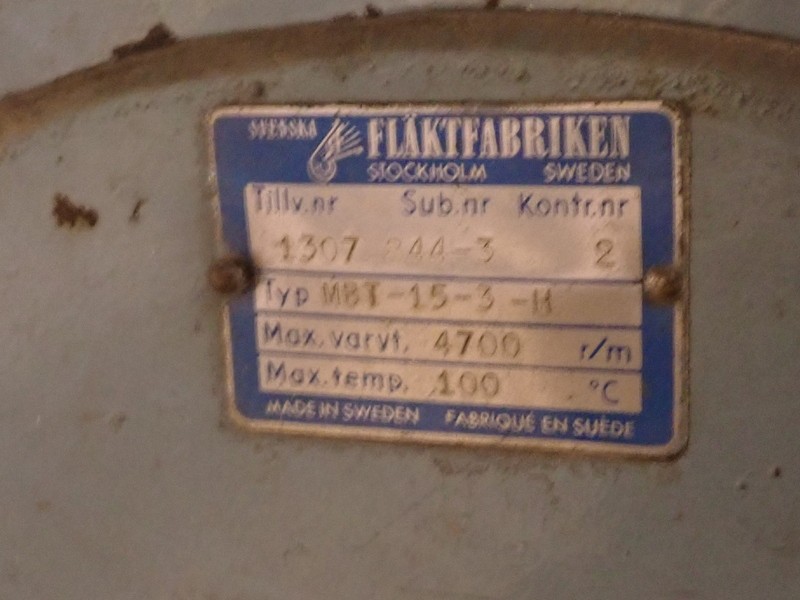 SVENSKA FLÄKTFABRIKEN
STOCKHOLM SWEDEN
Tillv.nr Sub.nr Kontr.nr
1307 244-3 2
Typ MBT-15-3-H
Max.varvt. 4700 r/m
Max.temp. 100 °C
MADE IN SWEDEN FABRIQUÉ EN SUÈDE